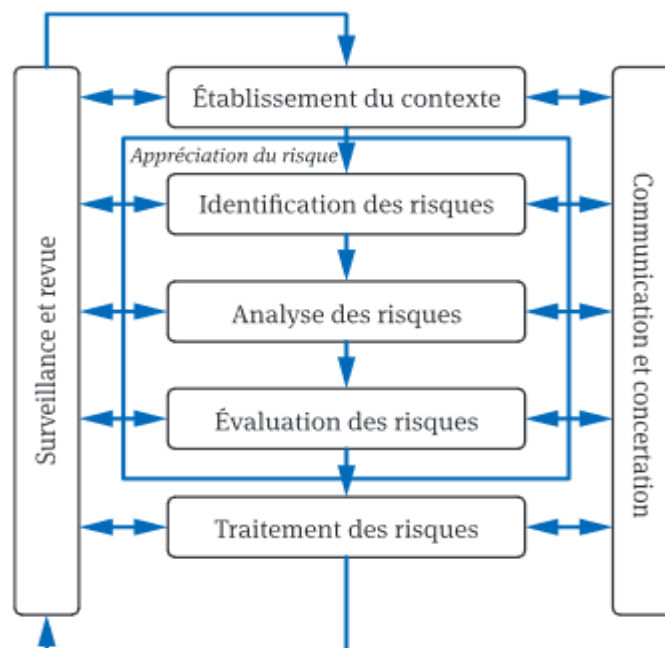 Établissement du contexte
Appréciation du risque
Identification des risques
Analyse des risques
Évaluation des risques
Traitement des risques
Surveillance et revue
Communication et concertation